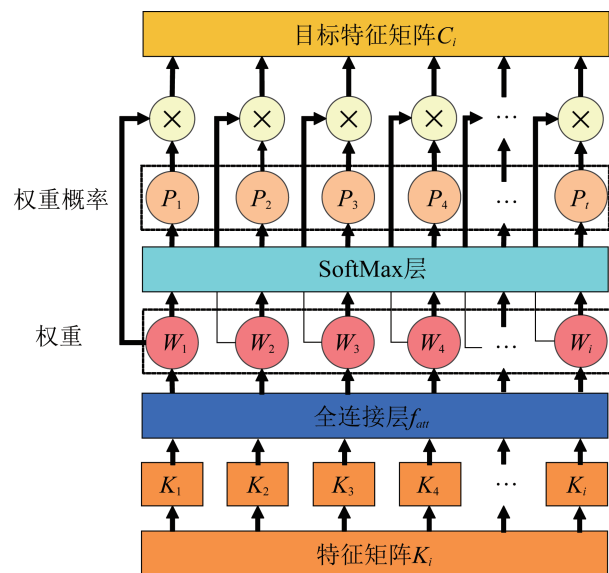 目标特征矩阵Ci
× × × × … ×
权重概率 P1 P2 P3 P4 … Pt
SoftMax层
权重 W1 W2 W3 W4 … Wi
全连接层fatt
K1 K2 K3 K4 … Ki
特征矩阵Ki